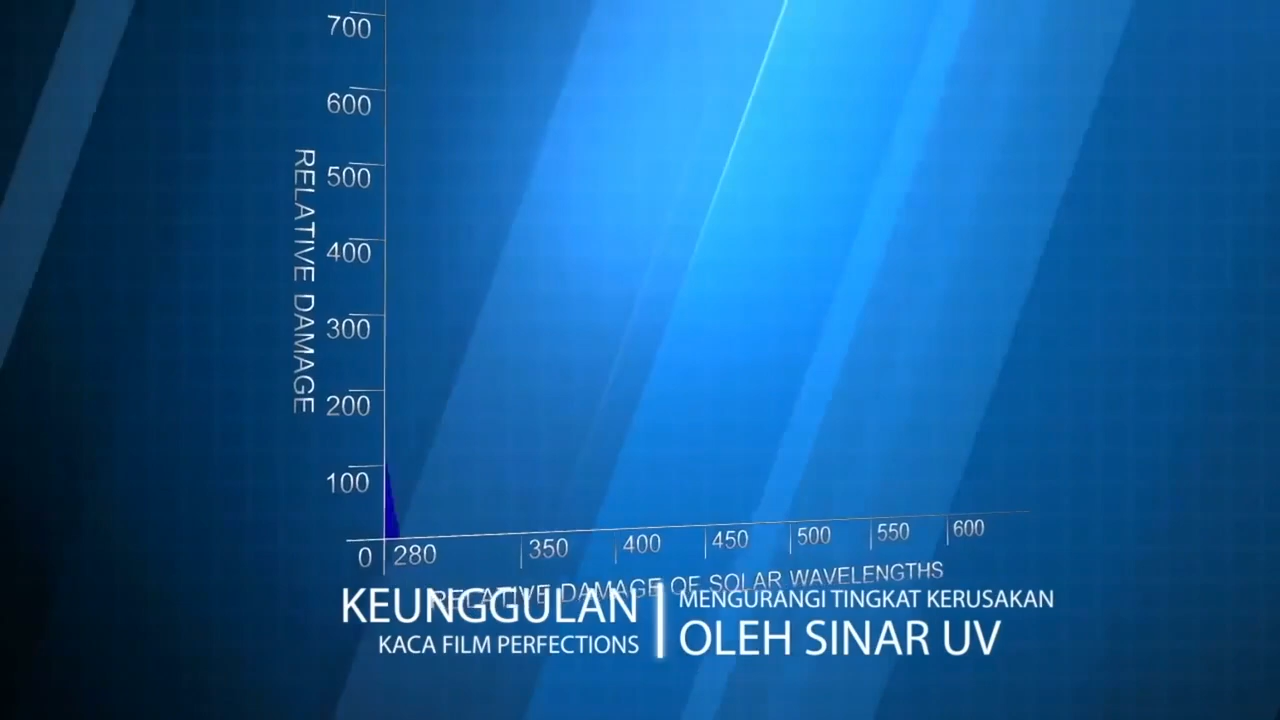 700
600
500
400
300
200
100
0
RELATIVE DAMAGE
280 350 400 450 500 550 600
RELATIVE DAMAGE OF SOLAR WAVELENGTHS
KEUNGGULAN
KACA FILM PERFECTIONS
MENGURANGI TINGKAT KERUSAKAN
OLEH SINAR UV